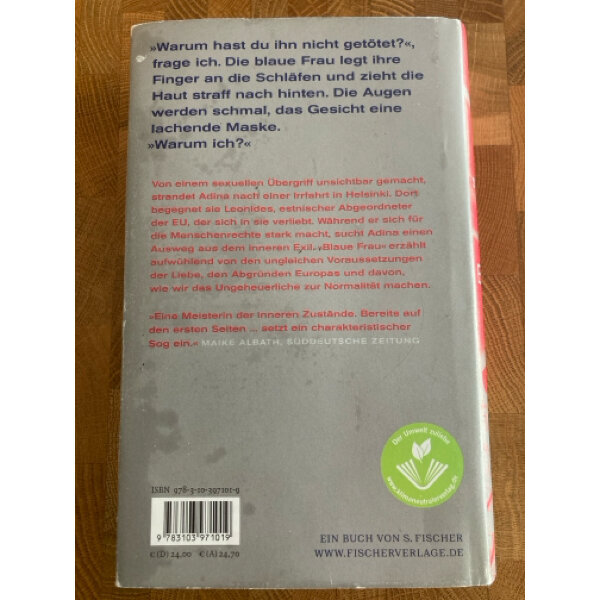 »Warum hast du ihn nicht getötet?«,
frage ich. Die blaue Frau legt ihre
Finger an die Schläfen und zieht die
Haut straff nach hinten. Die Augen
werden schmal, das Gesicht eine
lachende Maske.
»Warum ich?«
Von einem sexuellen Übergriff unsichtbar gemacht,
strandet Adina nach einer Irrfahrt in Helsinki. Dort
begegnet sie Leonides, estnischer Abgeordneter
der EU, der sich in sie verliebt. Während er sich für
die Menschenrechte stark macht, sucht Adina einen
Ausweg aus dem inneren Exil. ›Blaue Frau‹ erzählt
aufwühlend von den ungleichen Voraussetzungen
der Liebe, den Abgründen Europas und davon,
wie wir das Ungeheuerliche zur Normalität machen.
»Eine Meisterin der inneren Zustände. Bereits auf
den ersten Seiten ... setzt ein charakteristischer
Sog ein.« MAIKE ALBATH, SÜDDEUTSCHE ZEITUNG
Der Umwelt zuliebe
www.klimaneutralerverlag.de
ISBN 978-3-10-397101-9
9 783103 971019
€ (D) 24,00 € (A) 24,70
EIN BUCH VON S. FISCHER
WWW.FISCHERVERLAGE.DE